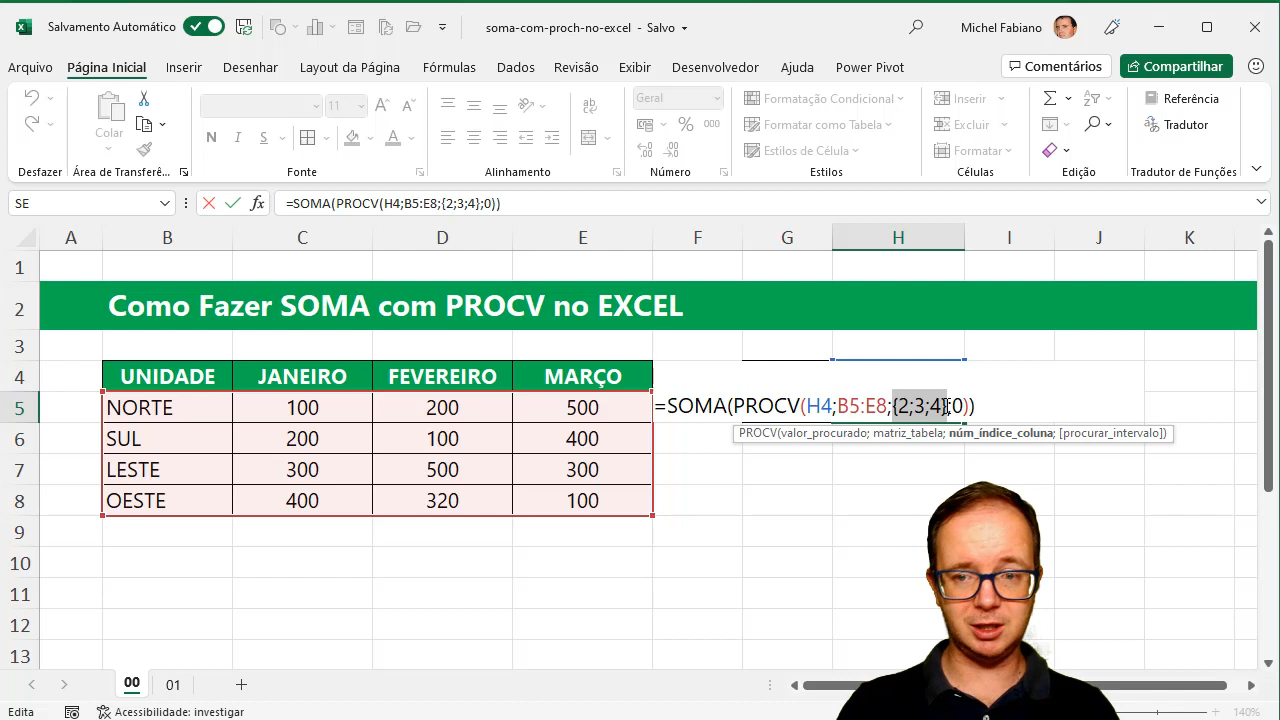 Salvamento Automático
soma-com-proch-no-excel - Salvo
Michel Fabiano
Arquivo
Página Inicial
Inserir
Desenhar
Layout da Página
Fórmulas
Dados
Revisão
Exibir
Desenvolvedor
Ajuda
Power Pivot
Comentários
Compartilhar
Colar
11
N I S
Geral
000
Formatação Condicional
Formatar como Tabela
Estilos de Célula
Inserir
Excluir
Formatar
Referência
Tradutor
Desfazer
Área de Transferê...
Fonte
Alinhamento
Número
Estilos
Células
Edição
Tradutor de Funções
SE
fx
=SOMA(PROCV(H4;B5:E8;{2;3;4};0))
A B C D E F G H I J K
1
2 Como Fazer SOMA com PROCV no EXCEL
3
4 UNIDADE JANEIRO FEVEREIRO MARÇO
5 NORTE 100 200 500 =SOMA(PROCV(H4;B5:E8;{2;3;4};0))
PROCV(valor_procurado; matriz_tabela; núm_índice_coluna; [procurar_intervalo])
6 SUL 200 100 400
7 LESTE 300 500 300
8 OESTE 400 320 100
9
10
11
12
13
00 01
Edita
Acessibilidade: investigar
140%